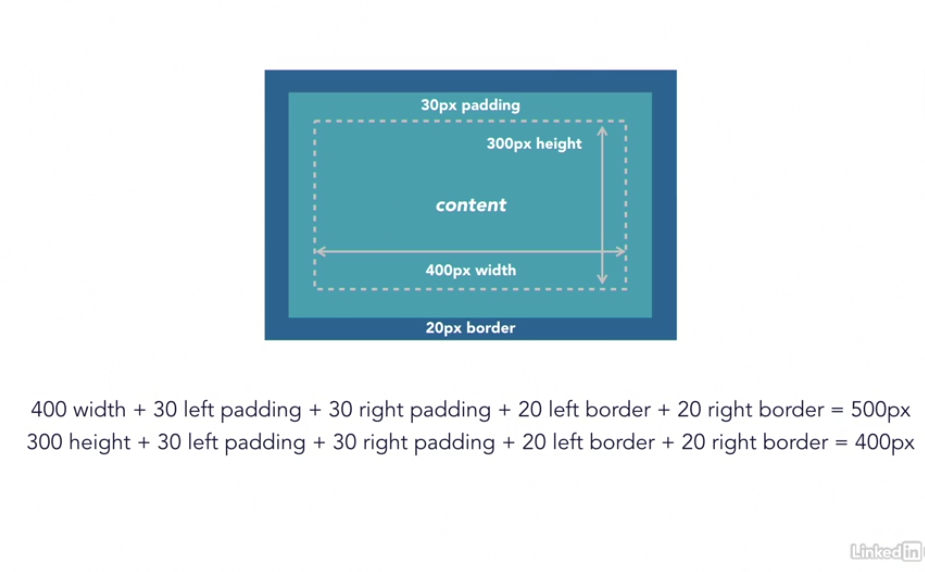 30px padding
300px height
content
400px width
20px border
400 width + 30 left padding + 30 right padding + 20 left border + 20 right border = 500px
300 height + 30 left padding + 30 right padding + 20 left border + 20 right border = 400px
Linked in